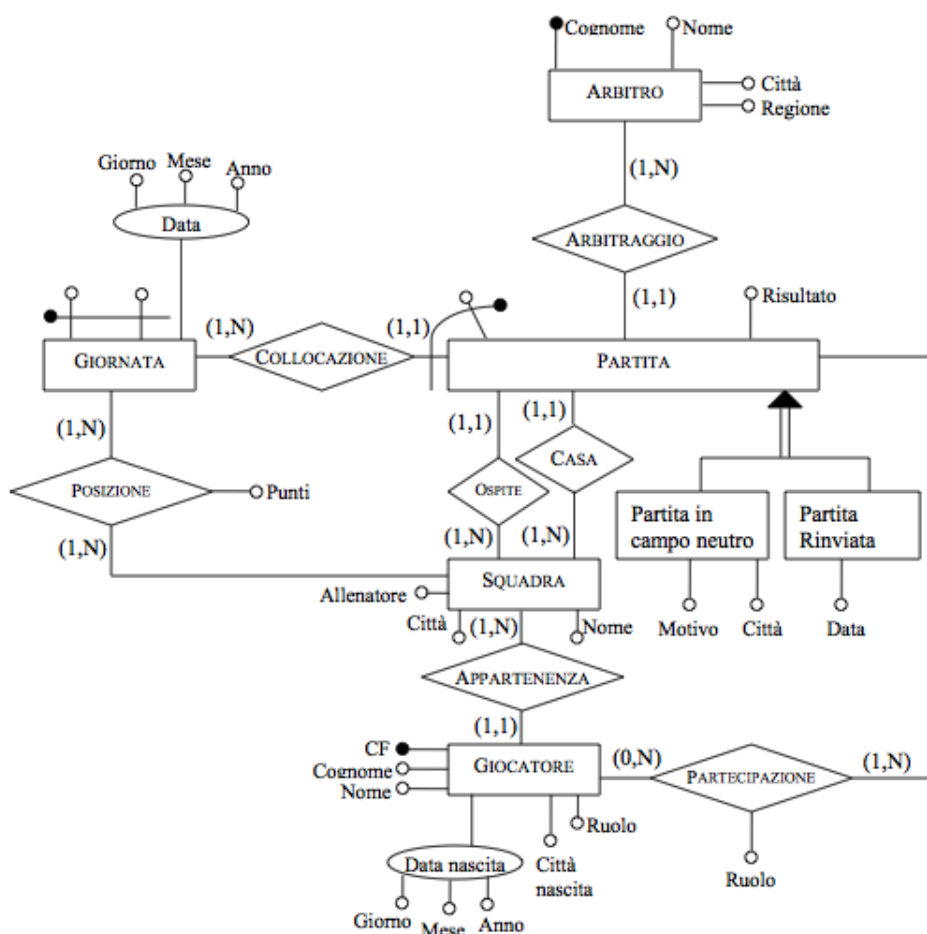 Cognome
Nome
ARBITRO
Città
Regione
(1,N)
Giorno
Mese
Anno
Data
ARBITRAGGIO
(1,1)
Risultato
GIORNATA
(1,N)
COLLOCAZIONE
(1,1)
PARTITA
(1,N)
(1,1)
(1,1)
CASA
POSIZIONE
Punti
OSPITE
Partita in
campo neutro
Partita
Rinviata
(1,N)
(1,N)
(1,N)
SQUADRA
Allenatore
Città
(1,N)
Nome
Motivo
Città
Data
APPARTENENZA
(1,1)
CF
Cognome
Nome
GIOCATORE
(0,N)
PARTECIPAZIONE
(1,N)
Ruolo
Data nascita
Città
nascita
Ruolo
Giorno
Mese
Anno